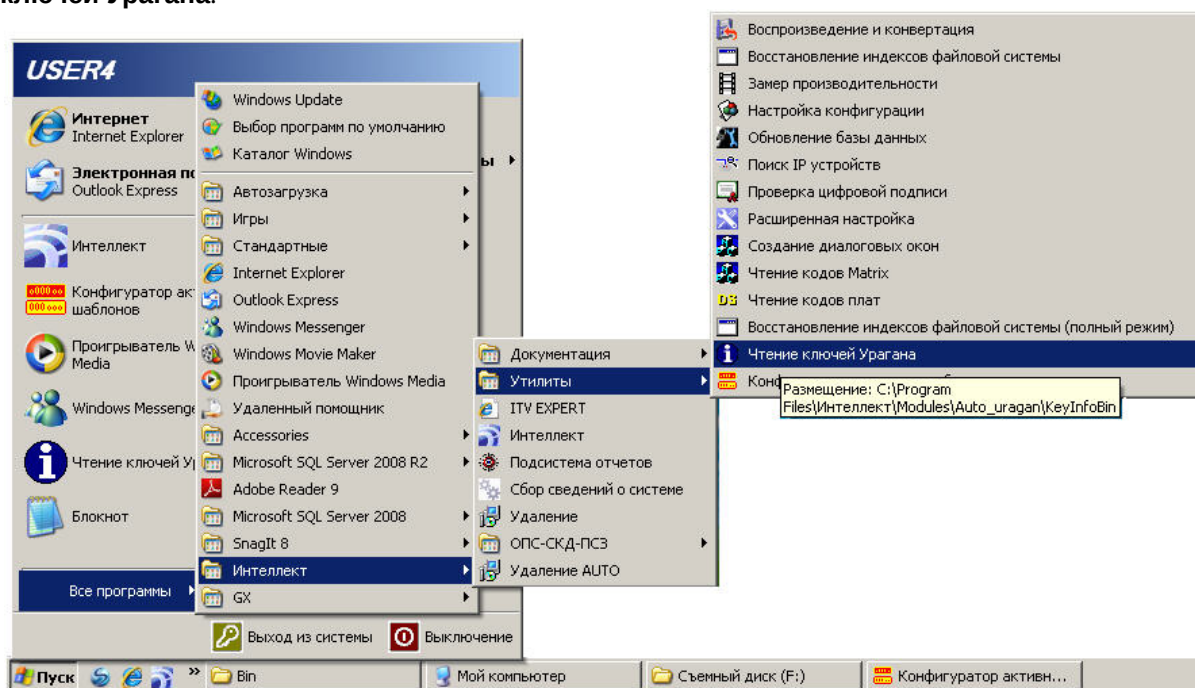 ключей Урагана.
USER4
Интернет
Internet Explorer
Электронная по
Outlook Express
Интеллект
Конфигуратор ак
шаблонов
Проигрыватель W
Media
Windows Messenge
Чтение ключей У
Блокнот
Все программы
ы
Windows Update
Выбор программ по умолчанию
Каталог Windows
Автозагрузка
Игры
Стандартные
Internet Explorer
Outlook Express
Windows Messenger
Windows Movie Maker
Проигрыватель Windows Media
Удаленный помощник
Accessories
Microsoft SQL Server 2008 R2
Adobe Reader 9
Microsoft SQL Server 2008
SnagIt 8
Интеллект
GX
Документация
Утилиты
ITV EXPERT
Интеллект
Подсистема отчетов
Сбор сведений о системе
Удаление
ОПС-СКД-ПСЗ
Удаление AUTO
Воспроизведение и конвертация
Восстановление индексов файловой системы
Замер производительности
Настройка конфигурации
Обновление базы данных
Поиск IP устройств
Проверка цифровой подписи
Расширенная настройка
Создание диалоговых окон
Чтение кодов Matrix
Чтение кодов плат
Восстановление индексов файловой системы (полный режим)
Чтение ключей Урагана
Конф
Размещение: C:\Program
Files\Интеллект\Modules\Auto_uragan\KeyInfoBin
Выход из системы
Выключение
Пуск
»
Bin
Мой компьютер
Съемный диск (F:)
Конфигуратор активн...